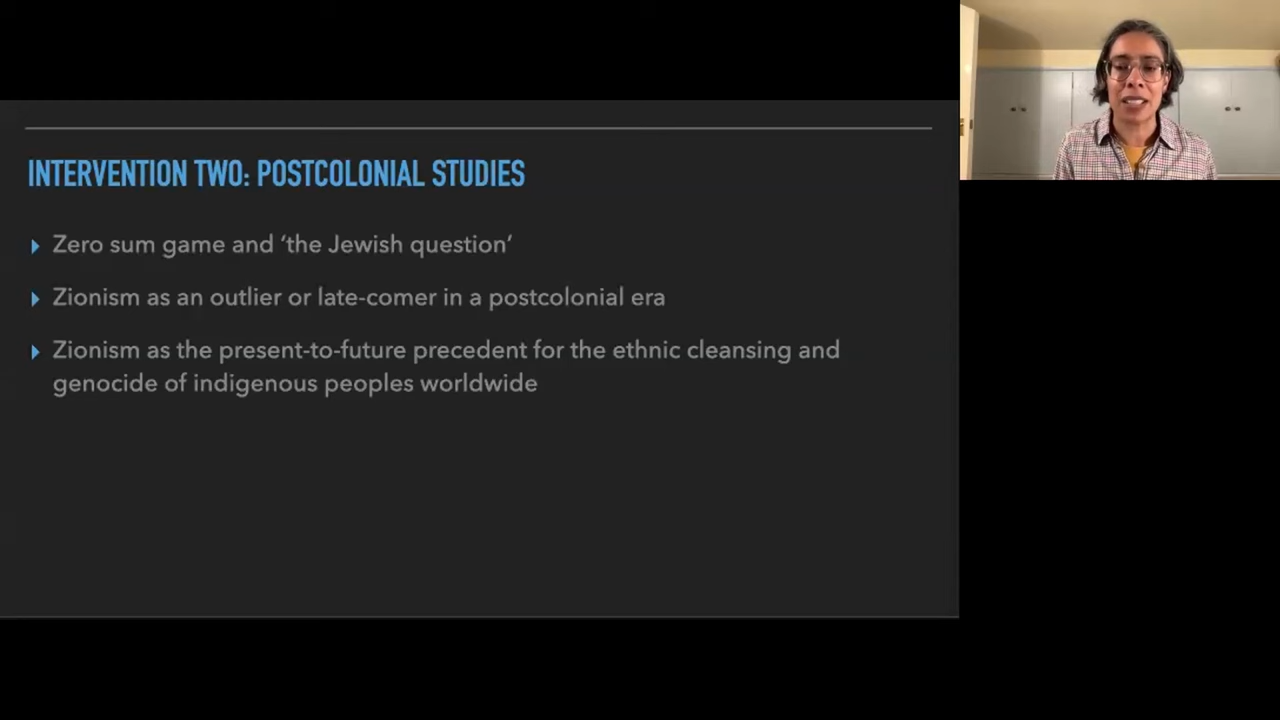 INTERVENTION TWO: POSTCOLONIAL STUDIES
Zero sum game and ‘the Jewish question’
Zionism as an outlier or late-comer in a postcolonial era
Zionism as the present-to-future precedent for the ethnic cleansing and
genocide of indigenous peoples worldwide